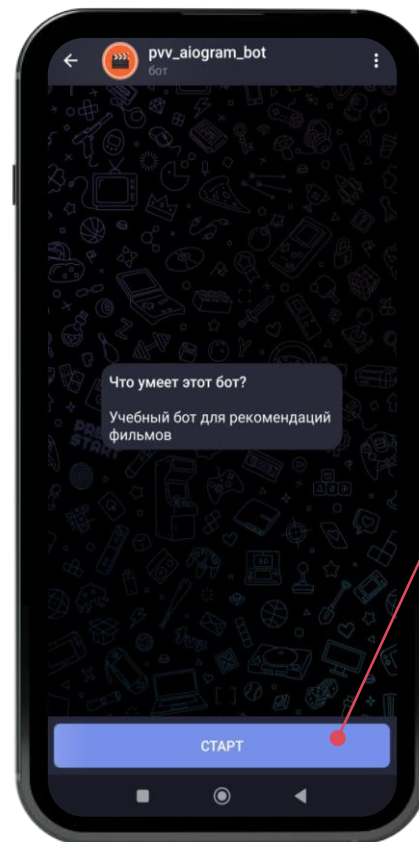 pvv_aiogram_bot
бот
Что умеет этот бот?
Учебный бот для рекомендаций
фильмов
СТАРТ